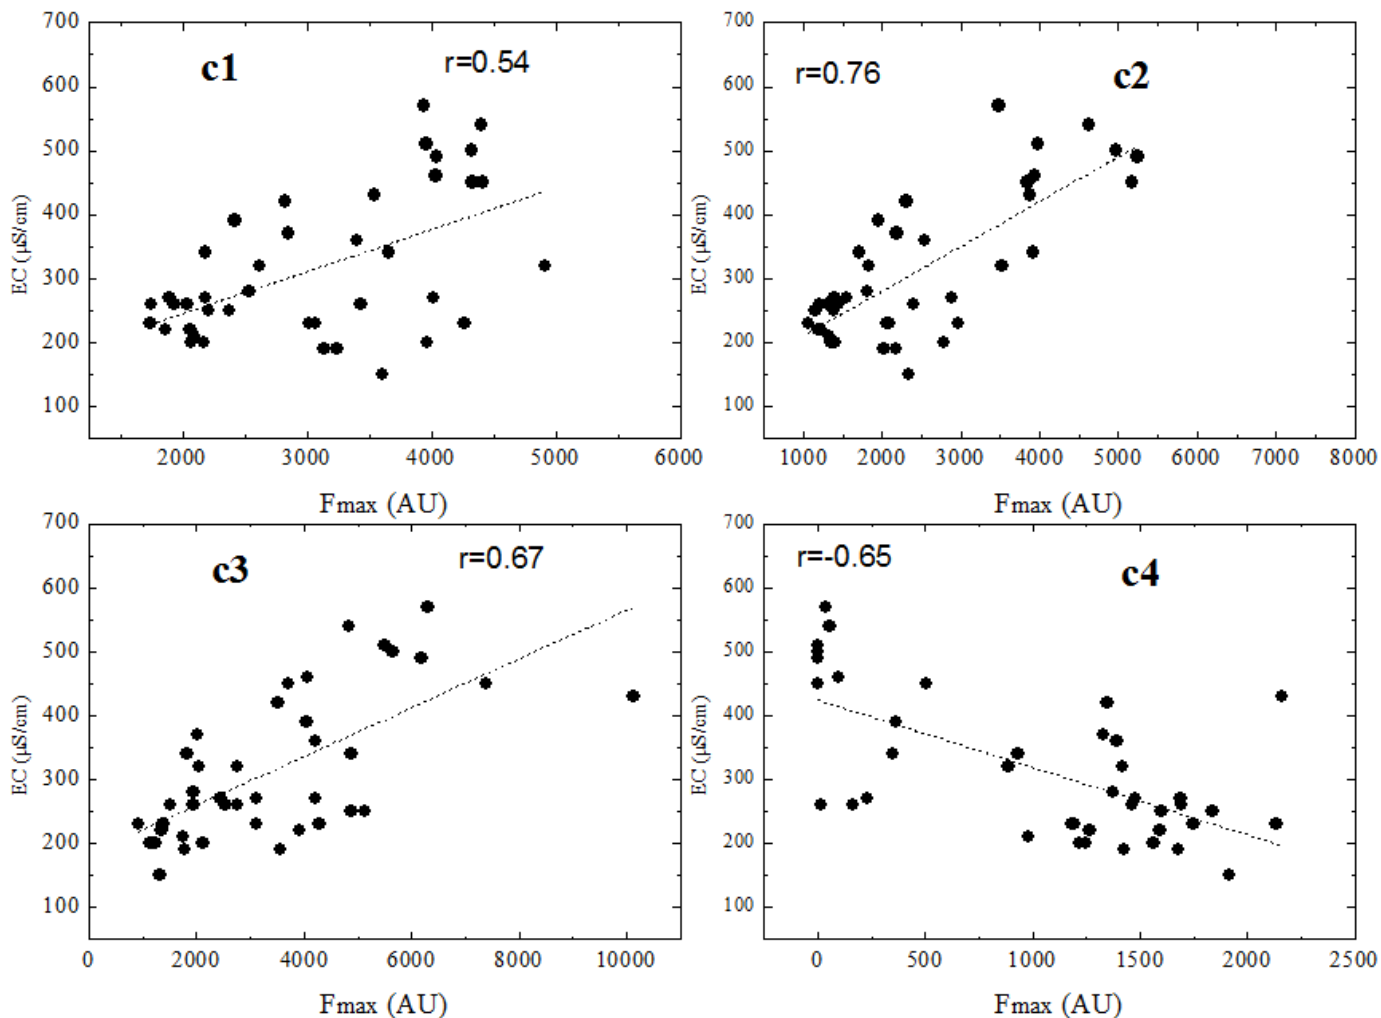 700
600
500
400
300
200
100
EC (μS/cm)
c1
r=0.54
2000 3000 4000 5000 6000
Fmax (AU)
700
600
500
400
300
200
100
EC (μS/cm)
r=0.76
c2
1000 2000 3000 4000 5000 6000 7000 8000
Fmax (AU)
700
600
500
400
300
200
100
EC (μS/cm)
c3
r=0.67
0 2000 4000 6000 8000 10000
Fmax (AU)
700
600
500
400
300
200
100
EC (μS/cm)
r=-0.65
c4
0 500 1000 1500 2000 2500
Fmax (AU)